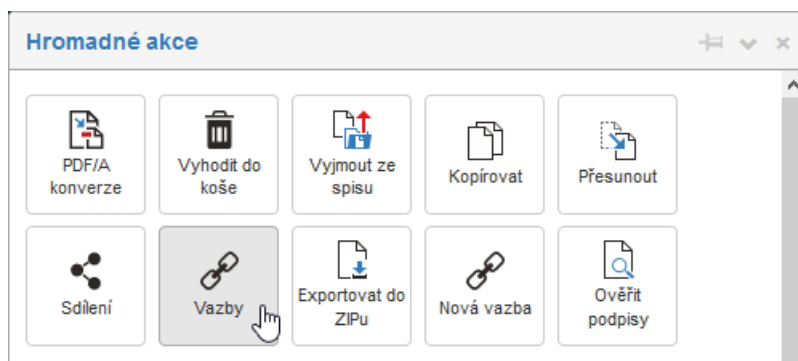 Hromadné akce
PDF/A
konverze
Vyhodit do
koše
Vyjmout ze
spisu
Kopírovat
Přesunout
Sdílení
Vazby
Exportovat do
ZIPu
Nová vazba
Ověřit
podpisy